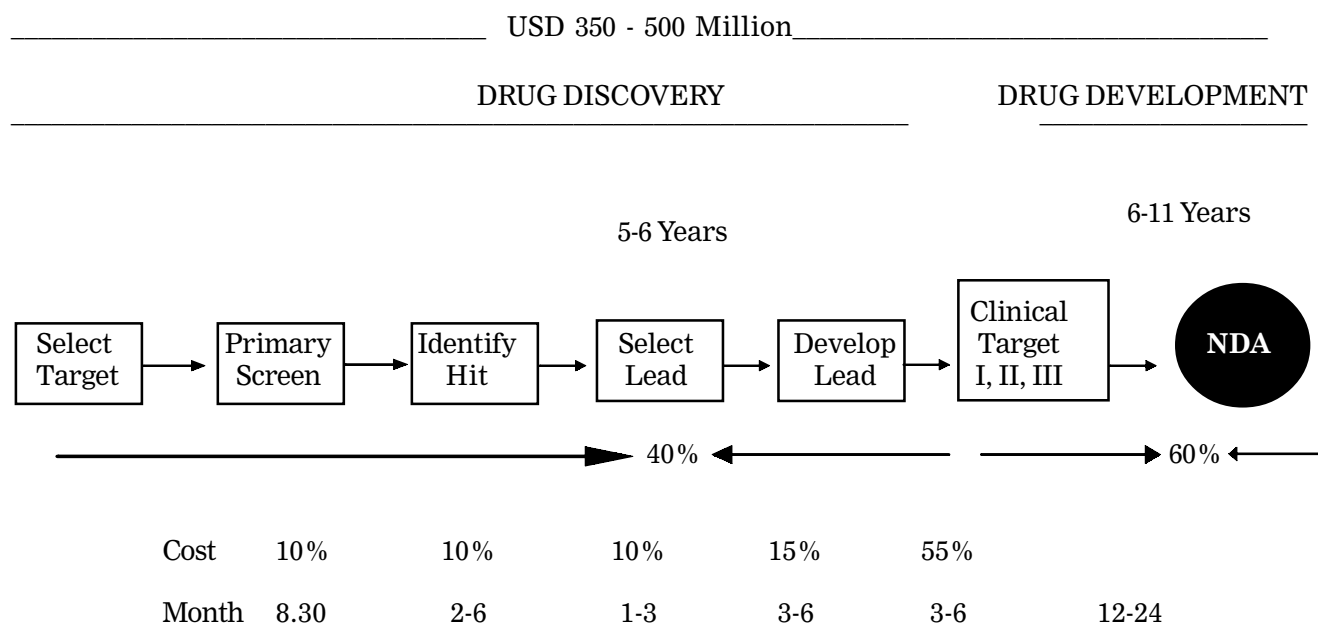 USD 350 - 500 Million
DRUG DISCOVERY DRUG DEVELOPMENT
6-11 Years
5-6 Years
Select Target
Primary Screen
Identify Hit
Select Lead
Develop Lead
Clinical Target I, II, III
NDA
40% 60%
Cost 10% 10% 10% 15% 55%
Month 8.30 2-6 1-3 3-6 3-6 12-24